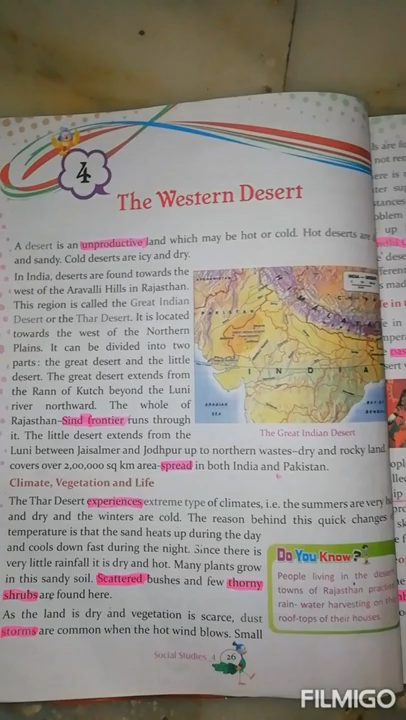 4
The Western Desert
A desert is an unproductive land which may be hot or cold. Hot deserts are
and sandy. Cold deserts are icy and dry.
In India, deserts are found towards the
west of the Aravalli Hills in Rajasthan.
This region is called the Great Indian
Desert or the Thar Desert. It is located
towards the west of the Northern
Plains. It can be divided into two
parts: the great desert and the little
desert. The great desert extends from
the Rann of Kutch beyond the Luni
river northward. The whole of
Rajasthan–Sind frontier runs through
it. The little desert extends from the
INDIA
ARABIAN
SEA
The Great Indian Desert
Luni between Jaisalmer and Jodhpur up to northern wastes–dry and rocky land
covers over 2,00,000 sq km area-spread in both India and Pakistan.
Climate, Vegetation and Life
The Thar Desert experiences extreme type of climates, i.e. the summers are very
and dry and the winters are cold. The reason behind this quick changes
temperature is that the sand heats up during the day
and cools down fast during the night. Since there is
very little rainfall it is dry and hot. Many plants grow
in this sandy soil. Scattered bushes and few thorny
shrubs are found here.
As the land is dry and vegetation is scarce, dust
storms are common when the hot wind blows. Small
Do You Know?
People living in the desert
towns of Rajasthan practice
rain- water harvesting on the
roof-tops of their houses.
Social Studies_4
26
FILMIGO